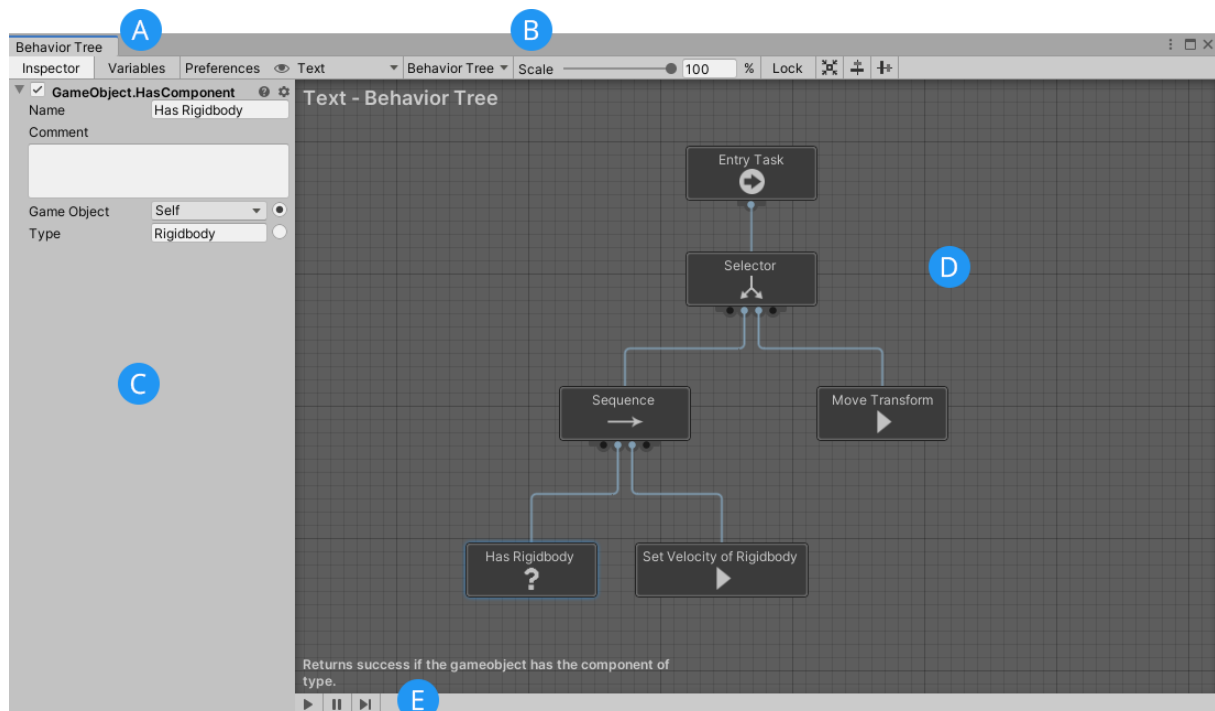 A
B
Behavior Tree
Inspector Variables Preferences Text Behavior Tree Scale 100 % Lock
GameObject.HasComponent
Name Has Rigidbody
Comment
Game Object Self
Type Rigidbody
C
Text - Behavior Tree
Entry Task
Selector
D
Sequence
Move Transform
Has Rigidbody
?
Set Velocity of Rigidbody
Returns success if the gameobject has the component of
type.
E